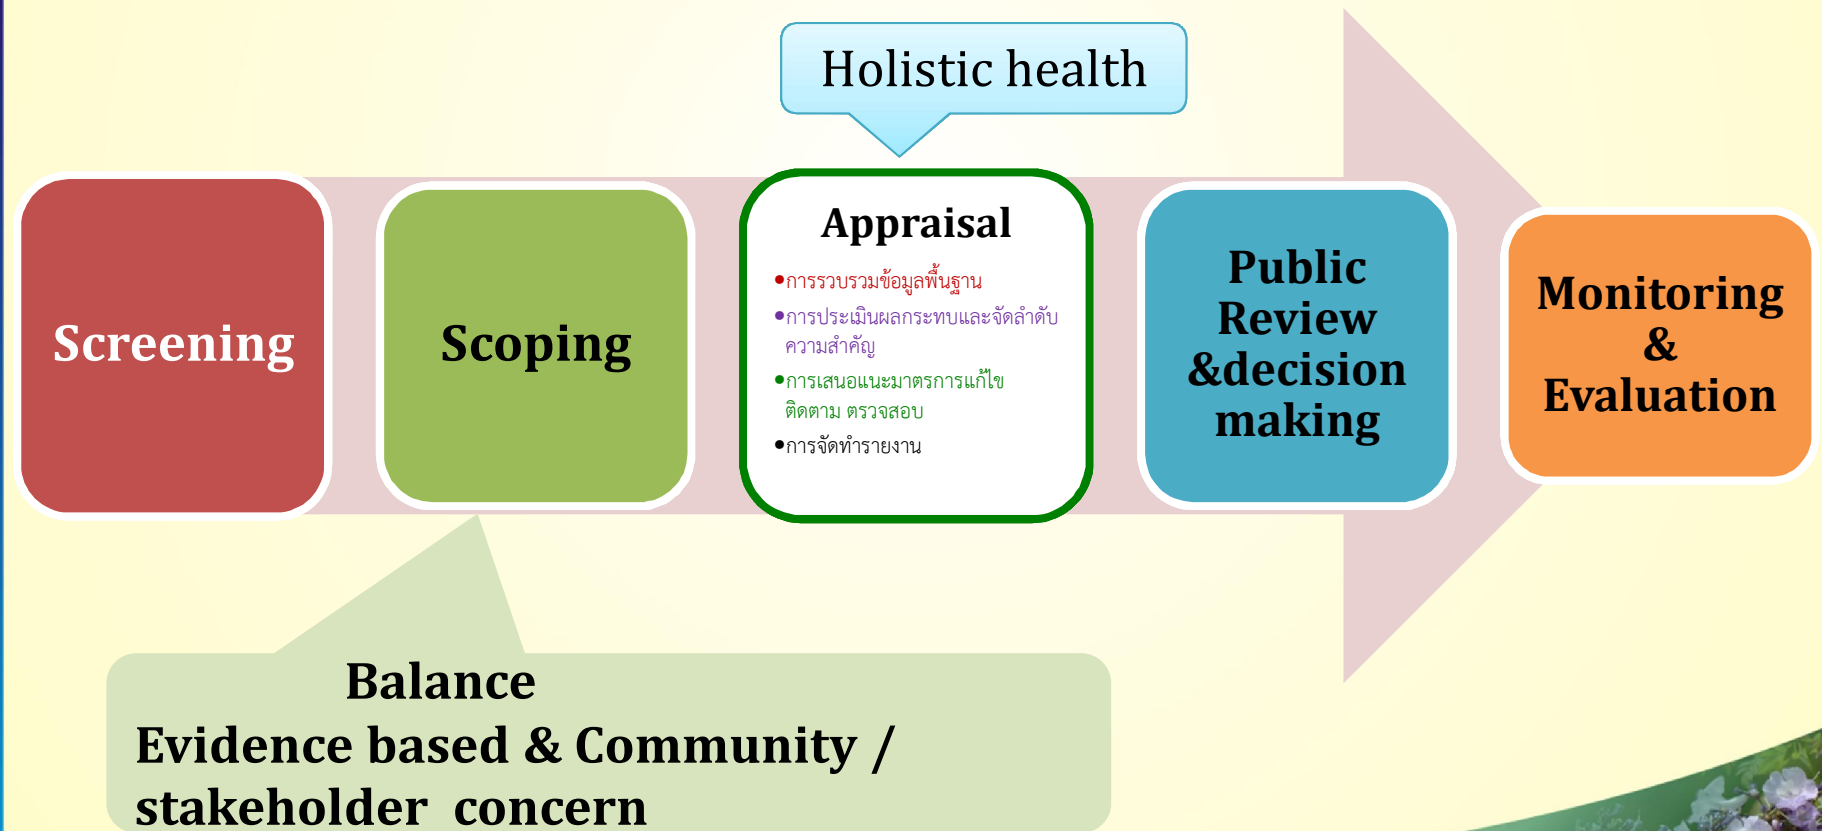 Holistic health
Screening
Scoping
Appraisal
•การรวบรวมข้อมูลพื้นฐาน
•การประเมินผลกระทบและจัดลำดับ
ความสำคัญ
•การเสนอแนะมาตรการแก้ไข
ติดตาม ตรวจสอบ
•การจัดทำรายงาน
Public
Review
&decision
making
Monitoring
&
Evaluation
Balance
Evidence based & Community /
stakeholder concern